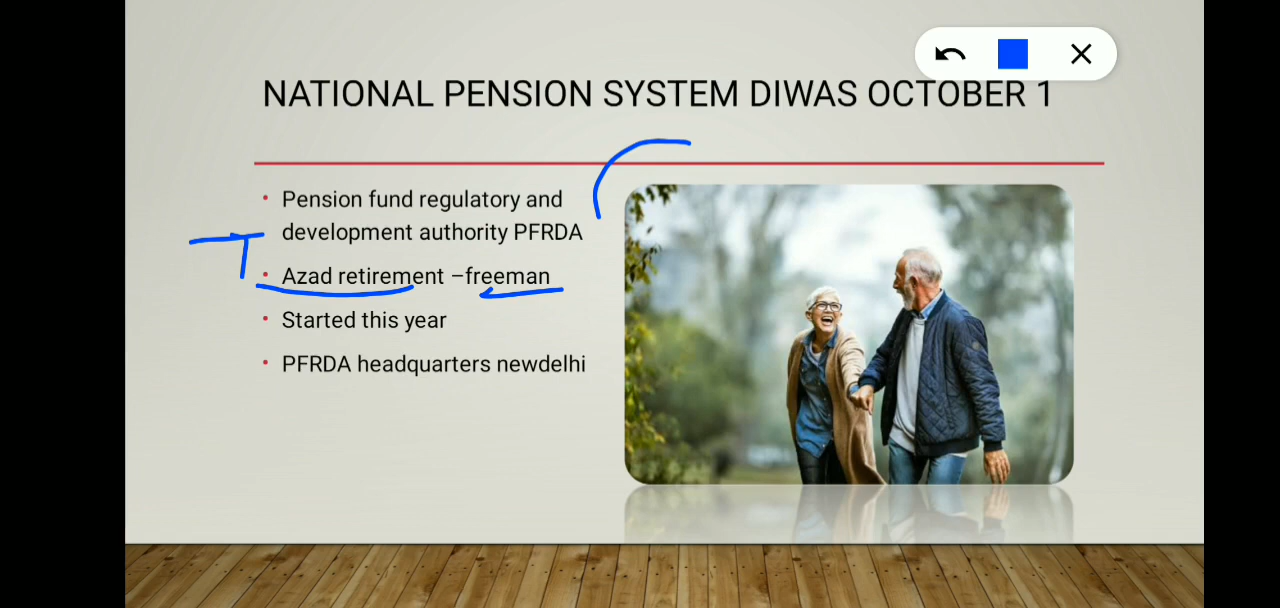 NATIONAL PENSION SYSTEM DIWAS OCTOBER 1
• Pension fund regulatory and
development authority PFRDA
• Azad retirement –freeman
• Started this year
• PFRDA headquarters newdelhi